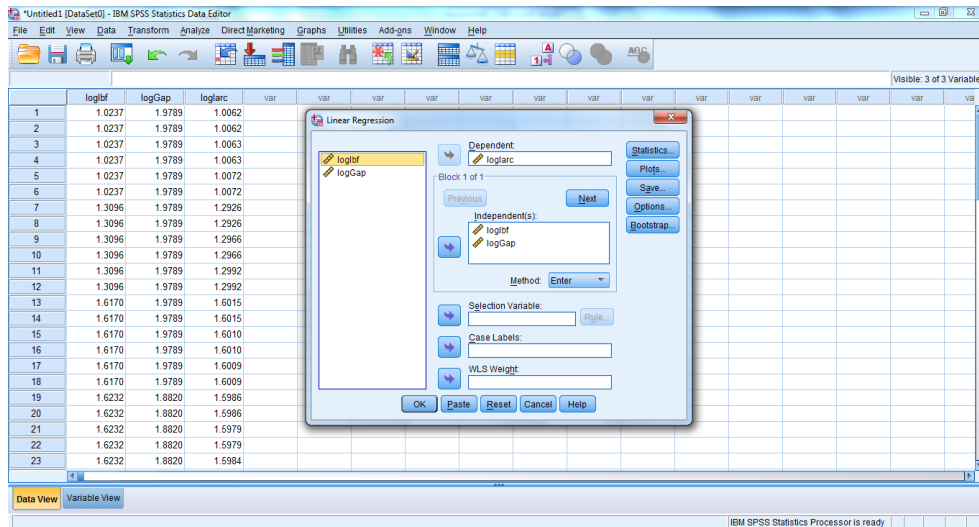 *Untitled1 [DataSet0] - IBM SPSS Statistics Data Editor
File Edit View Data Transform Analyze Direct Marketing Graphs Utilities Add-ons Window Help
Visible: 3 of 3 Variable
logIbf logGap logIarc var var var var var var var var var var var var var va
1 1.0237 1.9789 1.0062
2 1.0237 1.9789 1.0062
3 1.0237 1.9789 1.0063
4 1.0237 1.9789 1.0063
5 1.0237 1.9789 1.0072
6 1.0237 1.9789 1.0072
7 1.3096 1.9789 1.2926
8 1.3096 1.9789 1.2926
9 1.3096 1.9789 1.2966
10 1.3096 1.9789 1.2966
11 1.3096 1.9789 1.2992
12 1.3096 1.9789 1.2992
13 1.6170 1.9789 1.6015
14 1.6170 1.9789 1.6015
15 1.6170 1.9789 1.6010
16 1.6170 1.9789 1.6010
17 1.6170 1.9789 1.6009
18 1.6170 1.9789 1.6009
19 1.6232 1.8820 1.5986
20 1.6232 1.8820 1.5986
21 1.6232 1.8820 1.5979
22 1.6232 1.8820 1.5979
23 1.6232 1.8820 1.5984
Linear Regression
logIbf
logGap
Dependent:
logIarc
Block 1 of 1
Previous Next
Independent(s):
logIbf
logGap
Method: Enter
Selection Variable:
Rule...
Case Labels:
WLS Weight:
Statistics...
Plots...
Save...
Options...
Bootstrap...
OK Paste Reset Cancel Help
Data View Variable View
IBM SPSS Statistics Processor is ready